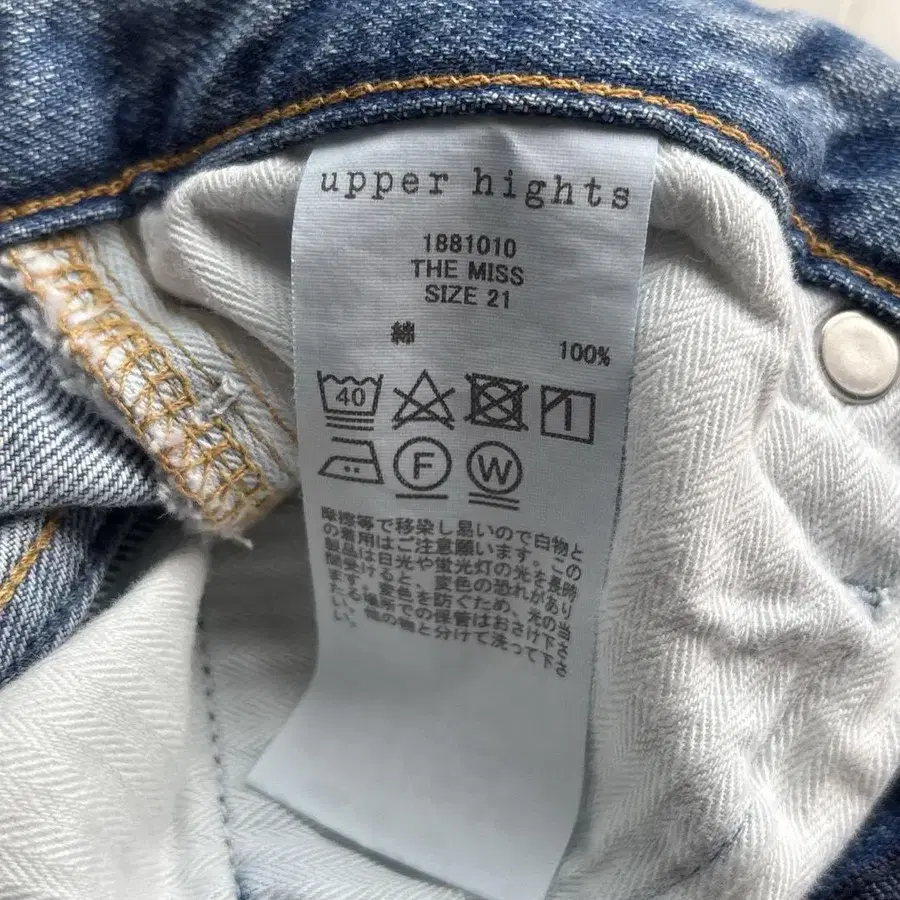 upper hights
1881010
THE MISS
SIZE 21
綿 100%
40
F W
摩擦等で移染し易いので白物と
の着用はご注意願います。この
製品は日光や蛍光灯の光を長時
間受けると、変色の恐れがあり
ます。変色を防ぐため、光の当
たる場所での保管はおさけ下さ
い。他の物と分けて洗って下さ
い。